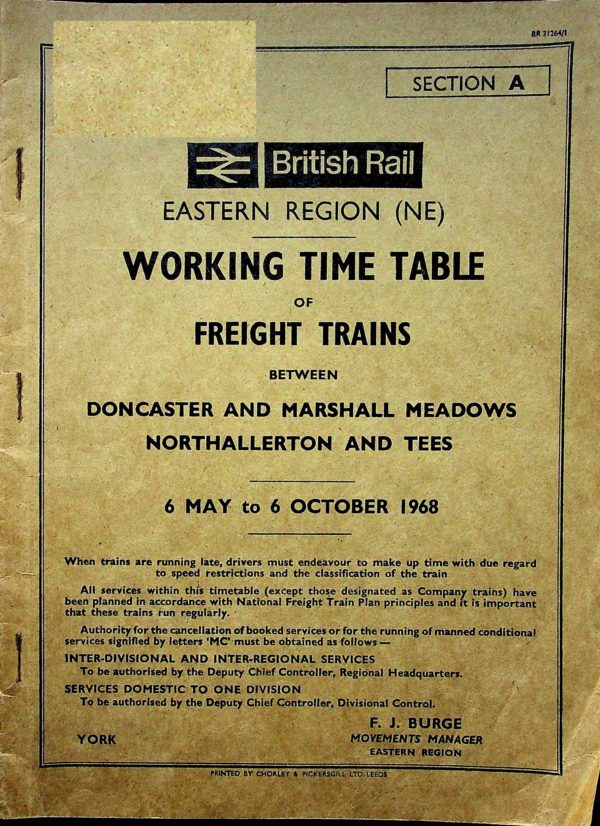 BR 31264/1
SECTION A
British Rail
EASTERN REGION (NE)
WORKING TIME TABLE
OF
FREIGHT TRAINS
BETWEEN
DONCASTER AND MARSHALL MEADOWS
NORTHALLERTON AND TEES
6 MAY to 6 OCTOBER 1968
When trains are running late, drivers must endeavour to make up time with due regard
to speed restrictions and the classification of the train
All services within this timetable (except those designated as Company trains) have
been planned in accordance with National Freight Train Plan principles and it is important
that these trains run regularly.
Authority for the cancellation of booked services or for the running of manned conditional
services signified by letters 'MC' must be obtained as follows—
INTER-DIVISIONAL AND INTER-REGIONAL SERVICES
To be authorised by the Deputy Chief Controller, Regional Headquarters.
SERVICES DOMESTIC TO ONE DIVISION
To be authorised by the Deputy Chief Controller, Divisional Control.
F. J. BURGE
YORK MOVEMENTS MANAGER
EASTERN REGION
PRINTED BY CHORLEY & PICKERSGILL LTD LEEDS